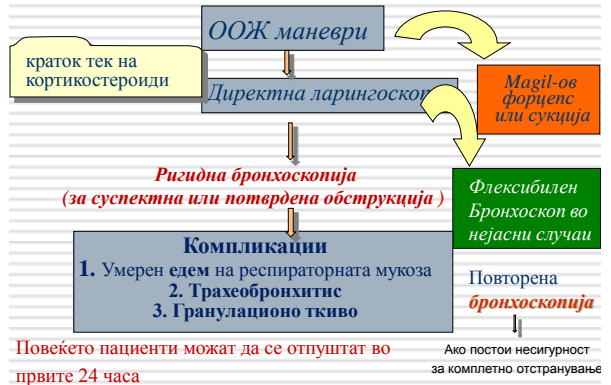 ООЖ маневри
краток тек на
кортикостероиди
Директна ларингоскоп
Magil-ов
форцепс
или сукција
Ригидна бронхоскопија
(за суспектна или потврдена обструкција )
Флексибилен
Бронхоскоп во
нејасни случаи
Компликации
1. Умерен едем на респираторната мукоза
2. Трахеобронхитис
3. Гранулационо ткиво
Повторена
бронхоскопија
Ако постои несигурност
за комплетно отстранување
Повеќето пациенти можат да се отпуштат во
првите 24 часа